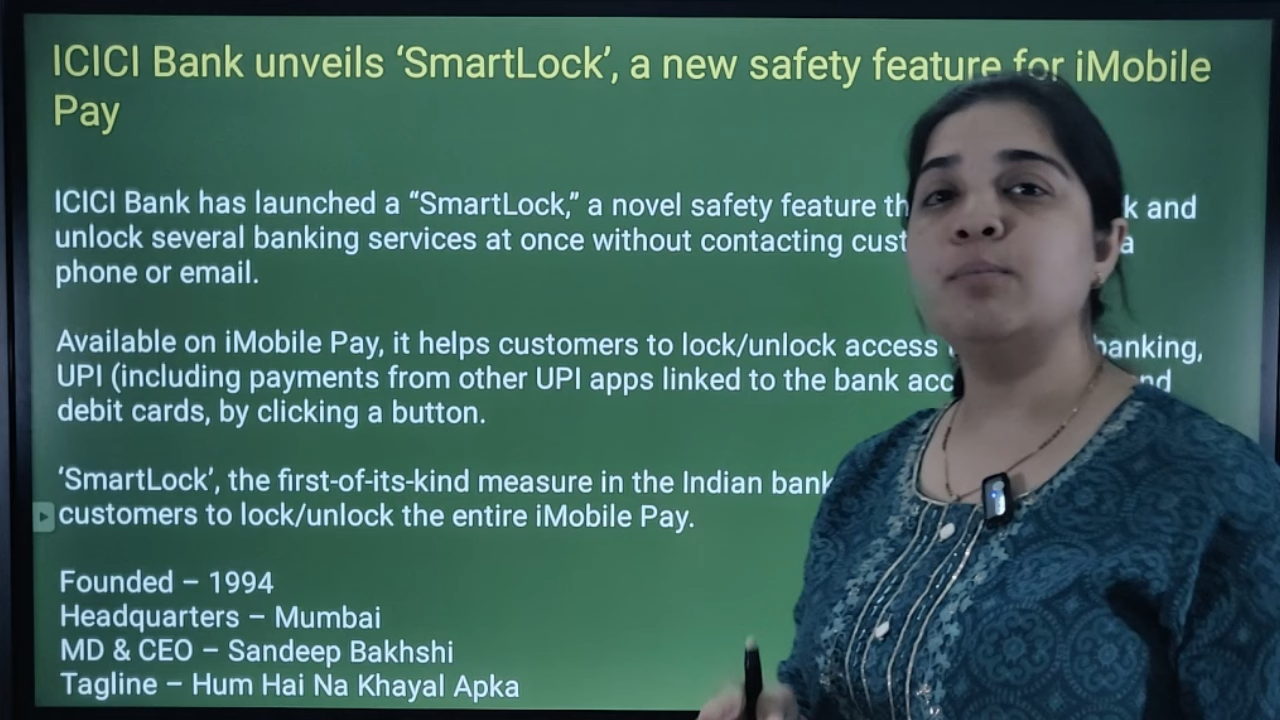 ICICI Bank unveils ‘SmartLock’, a new safety feature for iMobile
Pay
ICICI Bank has launched a “SmartLock,” a novel safety feature and
unlock several banking services at once without contacting
phone or email.
Available on iMobile Pay, it helps customers to lock/unlock access banking,
UPI (including payments from other UPI apps linked to the bank
debit cards, by clicking a button.
‘SmartLock’, the first-of-its-kind measure in the Indian
customers to lock/unlock the entire iMobile Pay.
Founded – 1994
Headquarters – Mumbai
MD & CEO – Sandeep Bakhshi
Tagline – Hum Hai Na Khayal Apka